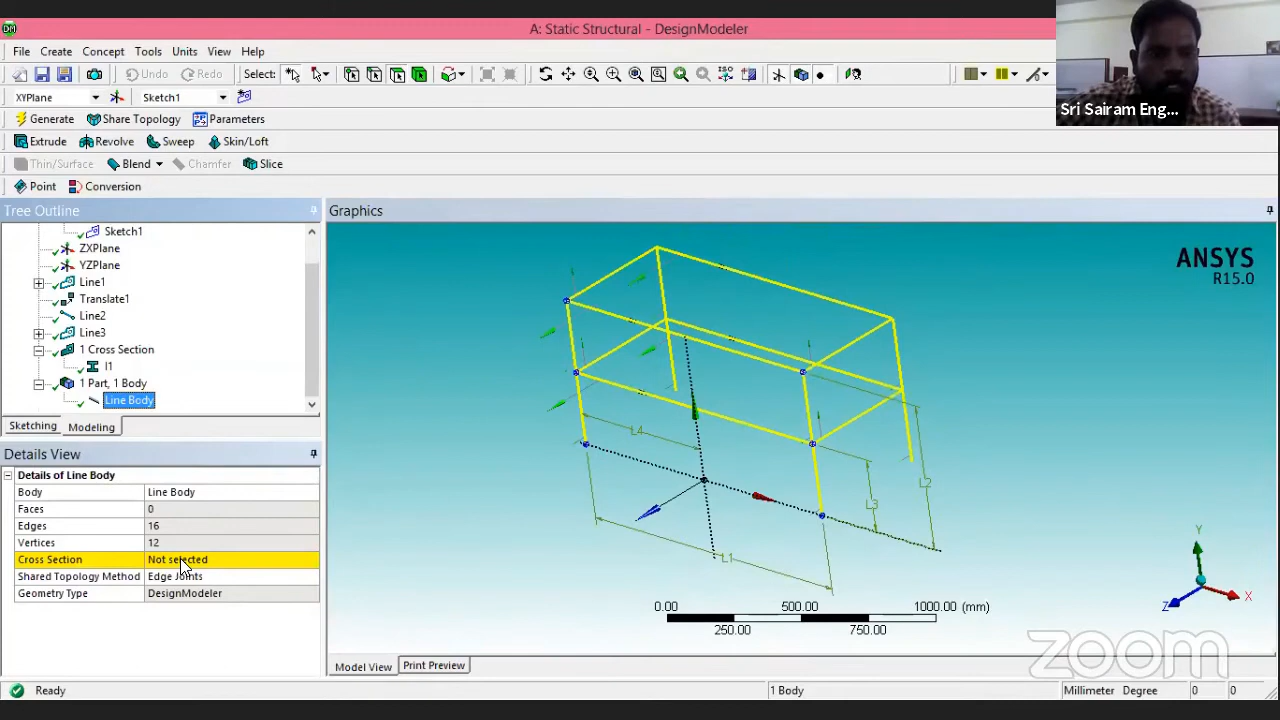 A: Static Structural - DesignModeler
File Create Concept Tools Units View Help
Undo Redo Select: ISO
XYPlane Sketch1
Generate Share Topology Parameters
Extrude Revolve Sweep Skin/Loft
Thin/Surface Blend Chamfer Slice
Point Conversion
Tree Outline
Sketch1
ZXPlane
YZPlane
Line1
Translate1
Line2
Line3
1 Cross Section
I1
1 Part, 1 Body
Line Body
Sketching Modeling
Details View
Details of Line Body
Body Line Body
Faces 0
Edges 16
Vertices 12
Cross Section Not selected
Shared Topology Method Edge Joints
Geometry Type DesignModeler
Graphics
ANSYS
R15.0
L4
L2
L3
L1
Y
X
Z
0.00 500.00 1000.00 (mm)
250.00 750.00
Model View Print Preview
Ready 1 Body Millimeter Degree 0 0
Sri Sairam Eng...
zoom